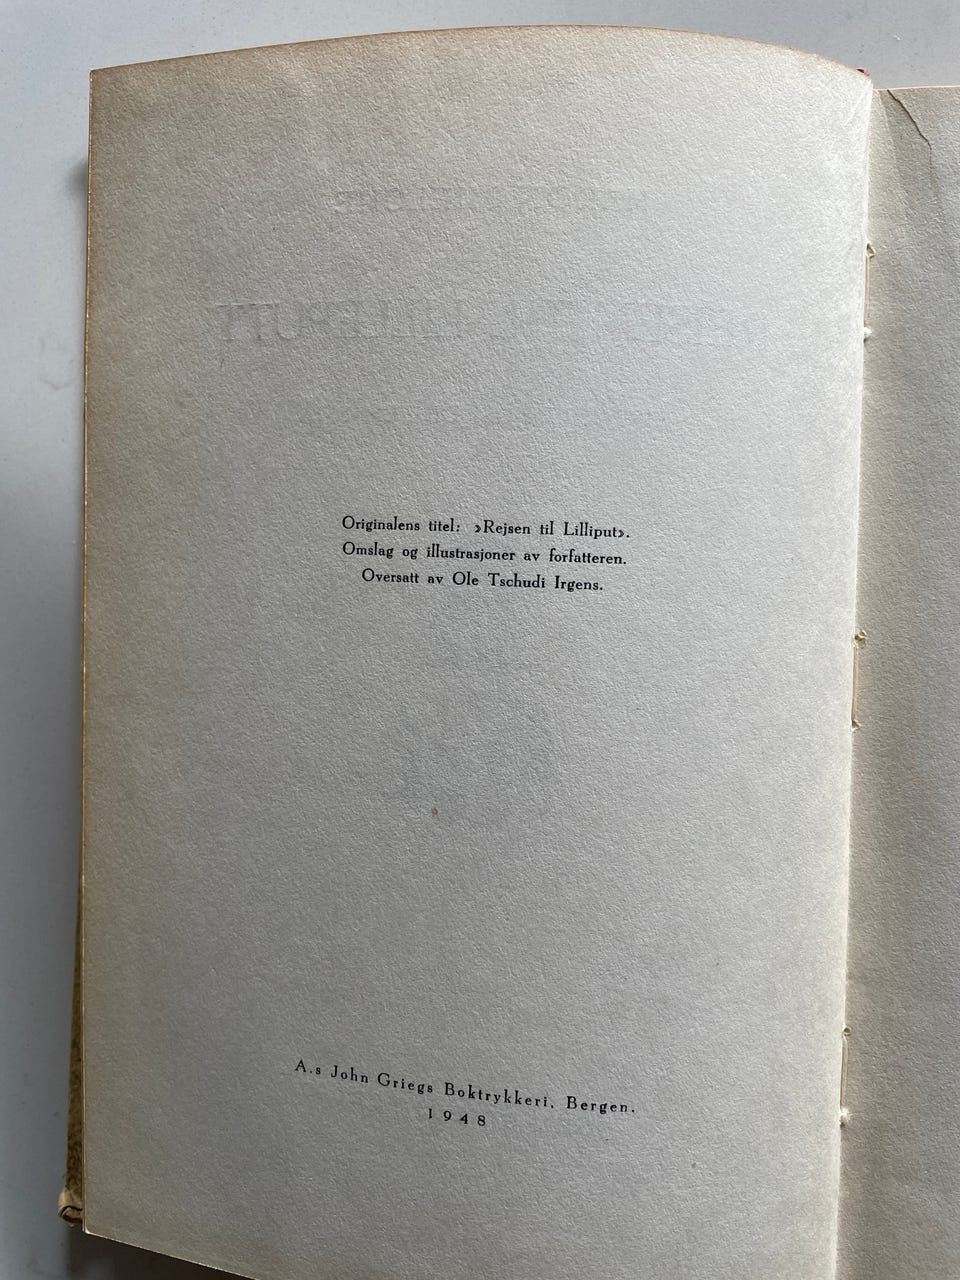 Originalens titel: »Rejsen til Lilliput».
Omslag og illustrasjoner av forfatteren.
Oversatt av Ole Tschudi Irgens.
A.s John Griegs Boktrykkeri, Bergen.
1948